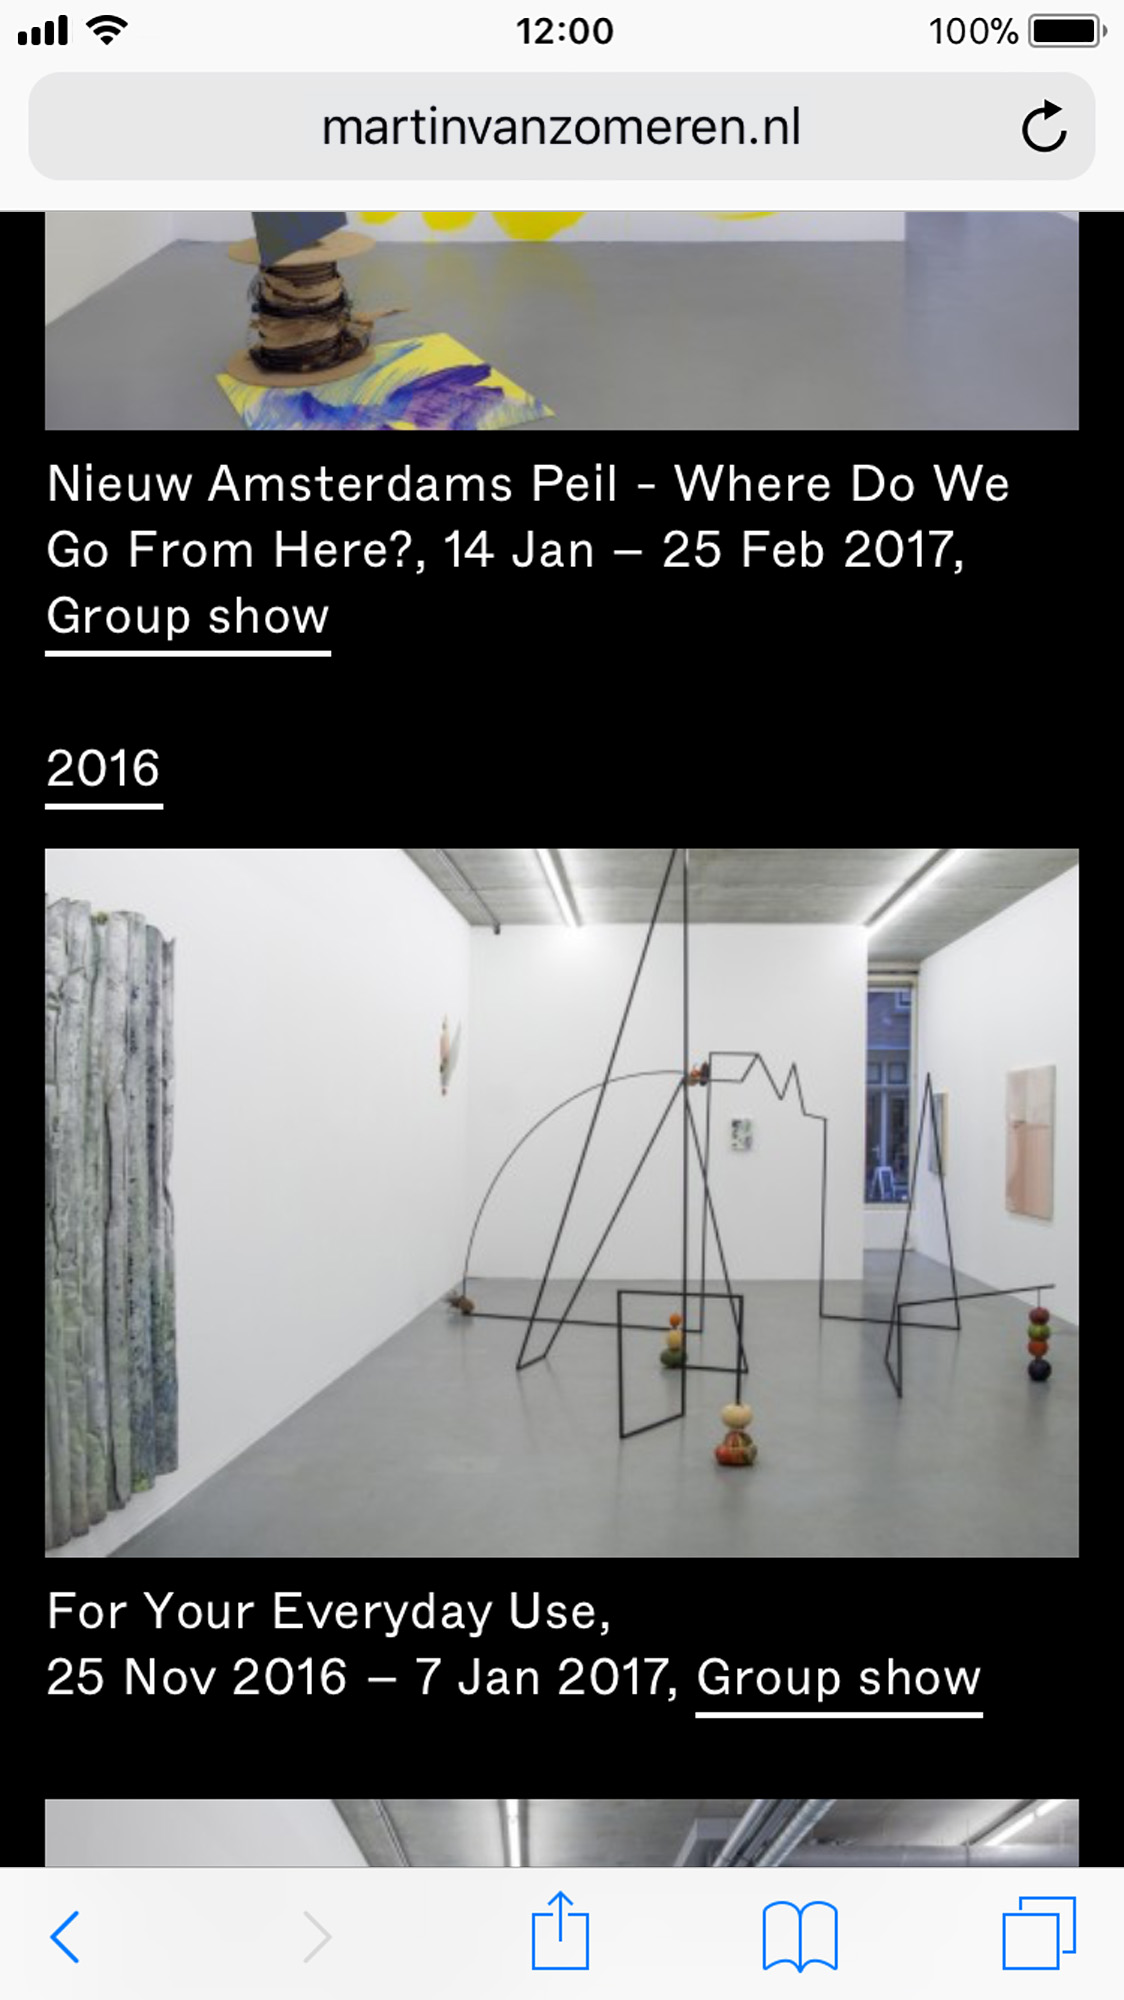 12:00
100%
martinvanzomeren.nl
Nieuw Amsterdams Peil - Where Do We
Go From Here?, 14 Jan – 25 Feb 2017,
Group show
2016
For Your Everyday Use,
25 Nov 2016 – 7 Jan 2017, Group show